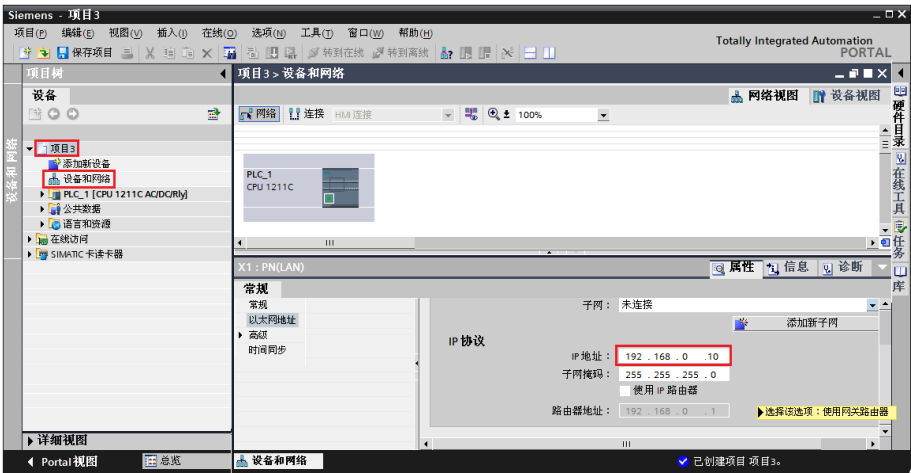 Siemens - 项目3
项目(P) 编辑(E) 视图(V) 插入(I) 在线(O) 选项(N) 工具(T) 窗口(W) 帮助(H)
Totally Integrated Automation
PORTAL
保存项目 转到在线 转到离线
项目树
项目3 > 设备和网络
设备
网络视图 设备视图
网络 连接 HMI 连接 100%
项目3
添加新设备
设备和网络
PLC_1 [CPU 1211C AC/DC/Rly]
公共数据
语言和资源
在线访问
SIMATIC 卡读卡器
PLC_1
CPU 1211C
设备和网络
硬件目录
在线工具
任务
库
X1 : PN(LAN)
属性 信息 诊断
常规
常规
以太网地址
高级
时间同步
子网： 未连接
添加新子网
IP 协议
IP地址： 192 . 168 . 0 .10
子网掩码： 255 . 255 . 255 . 0
使用 IP 路由器
路由器地址： 192 . 168 . 0 . 1
选择该选项：使用网关路由器
详细视图
Portal 视图 总览 设备和网络 已创建项目 项目3。